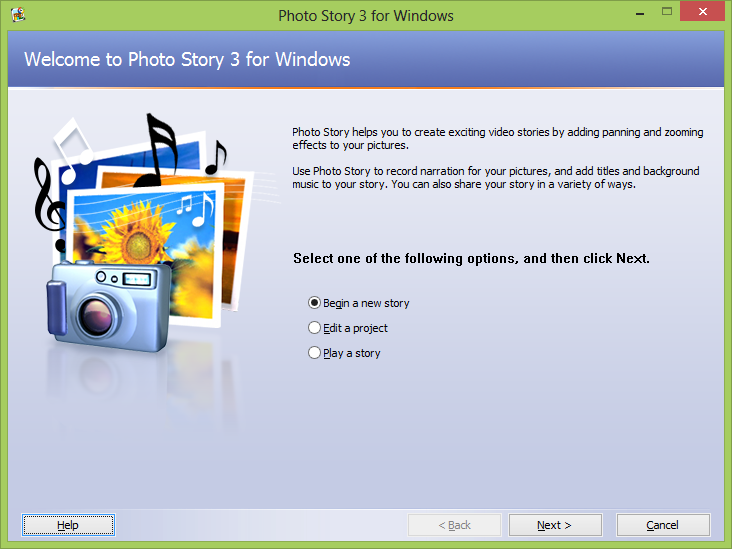 Photo Story 3 for Windows
Welcome to Photo Story 3 for Windows
Photo Story helps you to create exciting video stories by adding panning and zooming
effects to your pictures.
Use Photo Story to record narration for your pictures, and add titles and background
music to your story. You can also share your story in a variety of ways.
Select one of the following options, and then click Next.
Begin a new story
Edit a project
Play a story
Help
< Back
Next >
Cancel